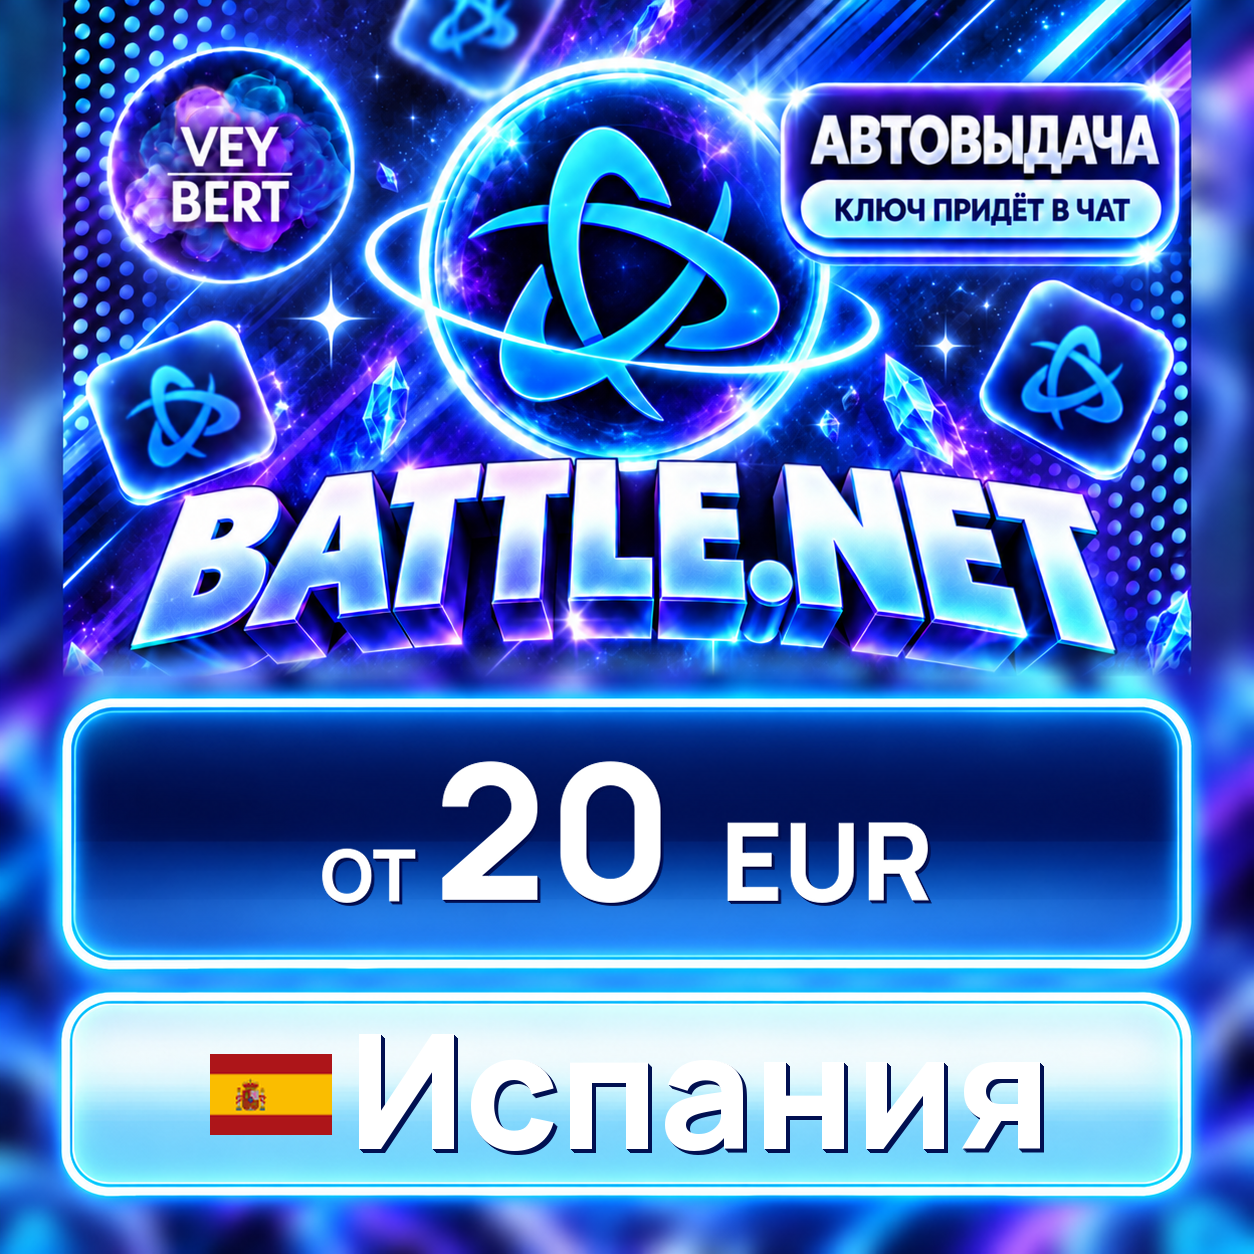 VEY
BERT
АВТОВЫДАЧА
КЛЮЧ ПРИДЁТ В ЧАТ
BATTLE.NET
от 20 EUR
Испания